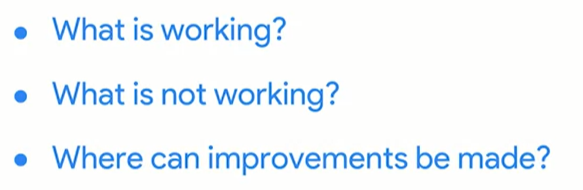 • What is working?
• What is not working?
• Where can improvements be made?